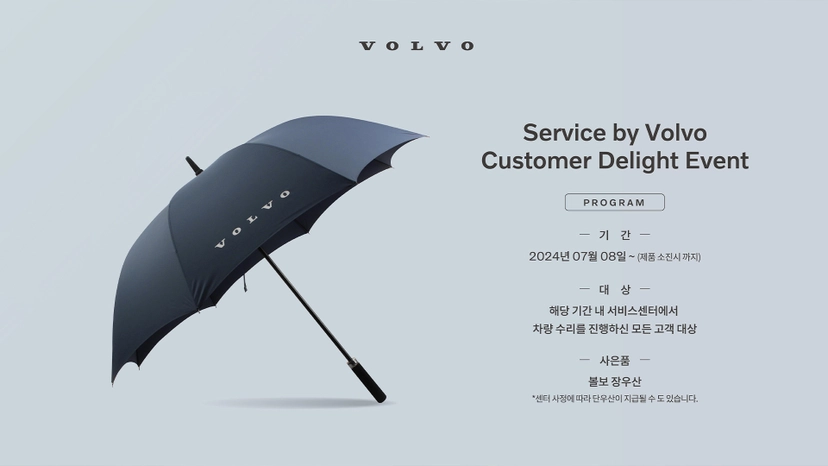 VOLVO
VOLVO
Service by Volvo
Customer Delight Event
PROGRAM
기 간
2024년 07월 08일 ~ (제품 소진시 까지)
대 상
해당 기간 내 서비스센터에서
차량 수리를 진행하신 모든 고객 대상
사은품
볼보 장우산
*센터 사정에 따라 단우산이 지급될 수도 있습니다.